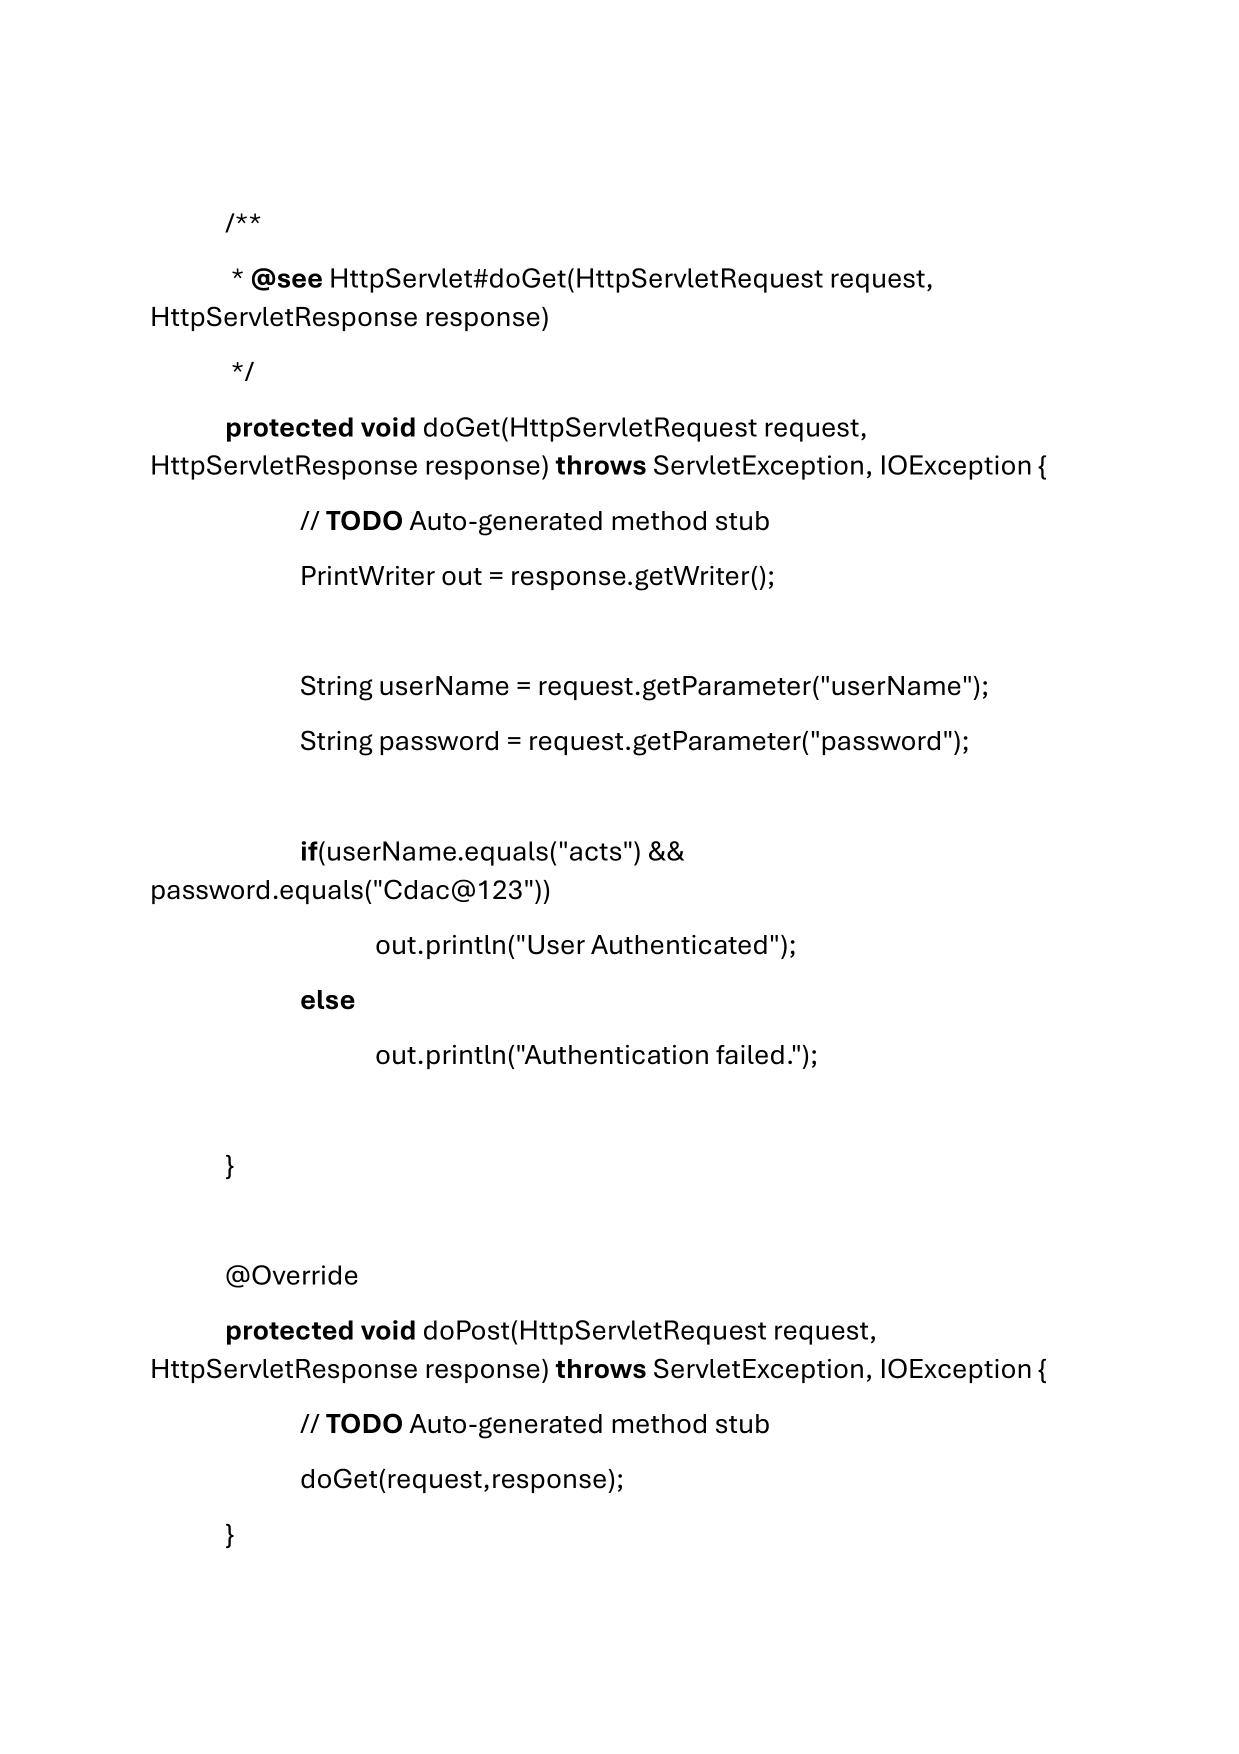 /**
* @see HttpServlet#doGet(HttpServletRequest request,
HttpServletResponse response)
*/
protected void doGet(HttpServletRequest request,
HttpServletResponse response) throws ServletException, IOException {
// TODO Auto-generated method stub
PrintWriter out = response.getWriter();
String userName = request.getParameter("userName");
String password = request.getParameter("password");
if(userName.equals("acts") &&
password.equals("Cdac@123"))
out.println("User Authenticated");
else
out.println("Authentication failed.");
}
@Override
protected void doPost(HttpServletRequest request,
HttpServletResponse response) throws ServletException, IOException {
// TODO Auto-generated method stub
doGet(request,response);
}